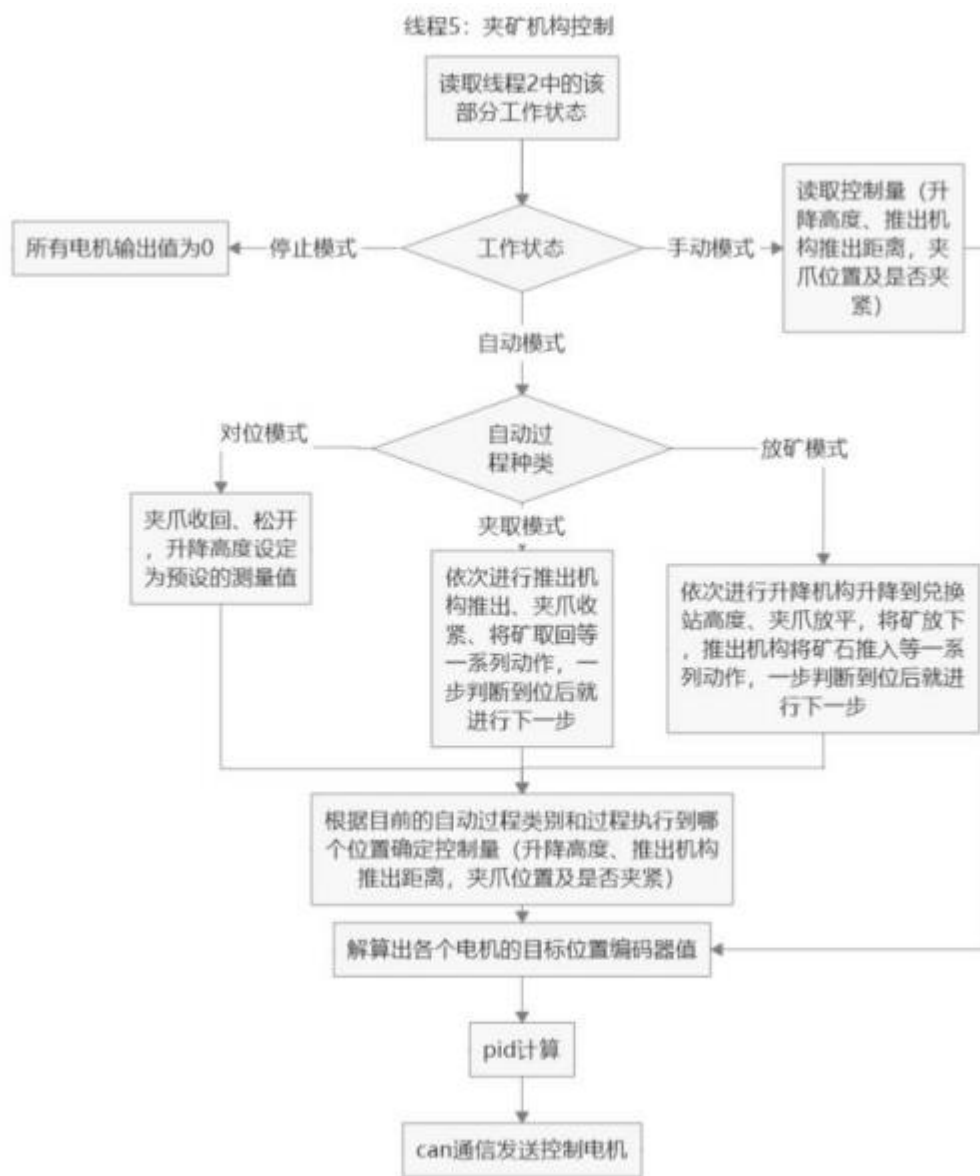 线程5：夹矿机构控制
读取线程2中的该
部分工作状态
所有电机输出值为0
停止模式
工作状态
手动模式
读取控制量（升
降高度、推出机
构推出距离，夹
爪位置及是否夹
紧）
自动模式
对位模式
自动过
程种类
放矿模式
夹爪收回、松开
，升降高度设定
为预设的测量值
夹取模式
依次进行推出机
构推出、夹爪收
紧、将矿取回等
一系列动作，一
步判断到位后就
进行下一步
依次进行升降机构升降到兑换
站高度、夹爪放平，将矿放下
，推出机构将矿石推入等一系
列动作，一步判断到位后就进
行下一步
根据目前的自动过程类别和过程执行到哪
个位置确定控制量（升降高度、推出机构
推出距离，夹爪位置及是否夹紧）
解算出各个电机的目标位置编码器值
pid计算
can通信发送控制电机